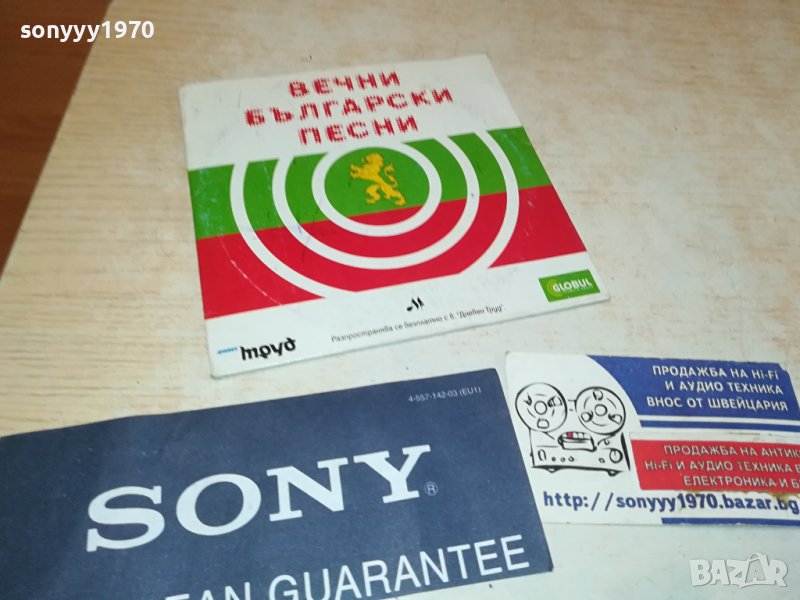 sonyyy1970
ВЕЧНИ
БЪЛГАРСКИ
ПЕСНИ
GLOBUL
труд
Разпространява се безплатно с в. "Дневен Труд".
4-557-142-03 (EU1)
SONY®
EAN GUARANTEE
ПРОДАЖБА НА HI-FI
И АУДИО ТЕХНИКА
ВНОС ОТ ШВЕЙЦАРИЯ
ПРОДАЖБА НА АНТИК
HI-FI И АУДИО ТЕХНИКА В
ЕЛЕКТРОНИКА И Б
http://sonyyy1970.bazar.bg
BAZAR